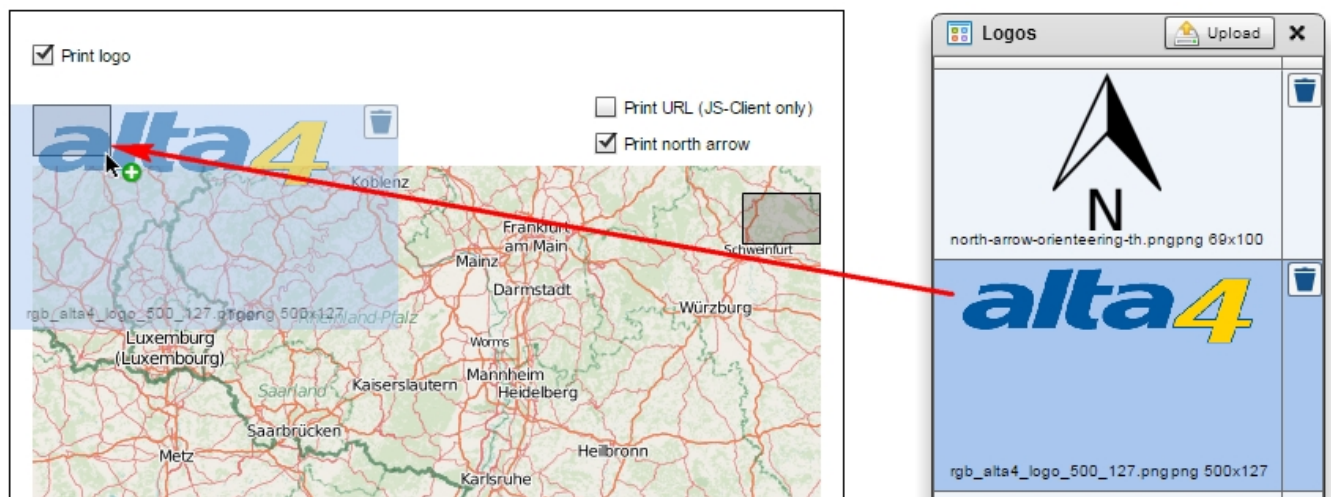 Print logo
Logos
Upload
alta4
Print URL (JS-Client only)
Print north arrow
N
north-arrow-orienteering-th.pngpng 69x100
Koblenz
Frankfurt
am Main
Schweinfurt
Mainz
Darmstadt
Würzburg
rgb_alta4_logo_500_127.pngpng 500x127
Rheinland-Pfalz
Luxemburg
(Luxembourg)
Worms
Mannheim
Heidelberg
Kaiserslautern
Saarland
Saarbrücken
Metz
Heilbronn
Karlsruhe
alta4
rgb_alta4_logo_500_127.pngpng 500x127